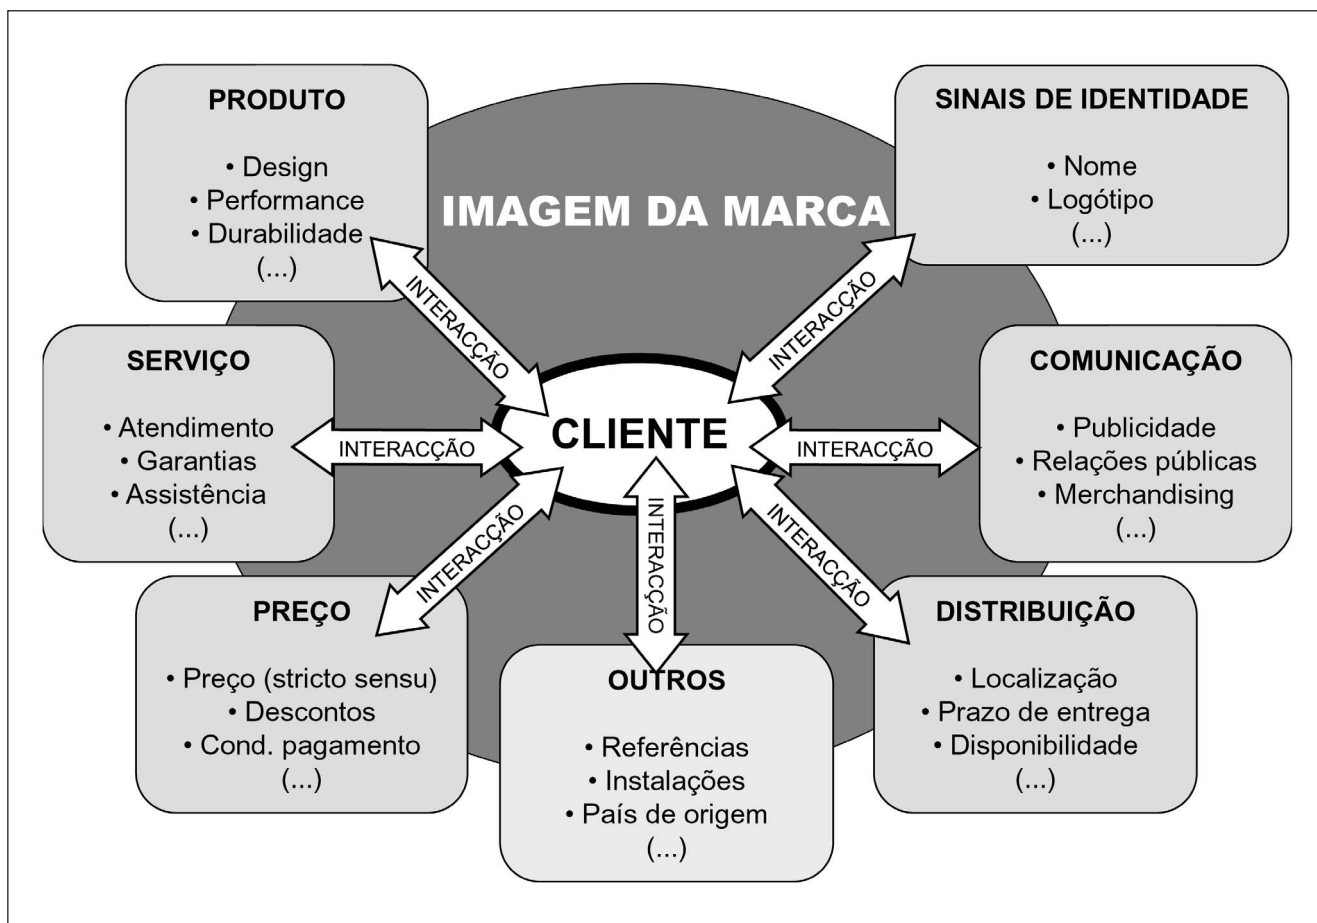 PRODUTO
• Design
• Performance
• Durabilidade
(...)
SINAIS DE IDENTIDADE
• Nome
• Logótipo
(...)
IMAGEM DA MARCA
INTERACÇÃO
INTERACÇÃO
SERVIÇO
• Atendimento
• Garantias
• Assistência
(...)
INTERACÇÃO
CLIENTE
INTERACÇÃO
COMUNICAÇÃO
• Publicidade
• Relações públicas
• Merchandising
(...)
INTERACÇÃO
INTERACÇÃO
INTERACÇÃO
PREÇO
• Preço (stricto sensu)
• Descontos
• Cond. pagamento
(...)
OUTROS
• Referências
• Instalações
• País de origem
(...)
DISTRIBUIÇÃO
• Localização
• Prazo de entrega
• Disponibilidade
(...)